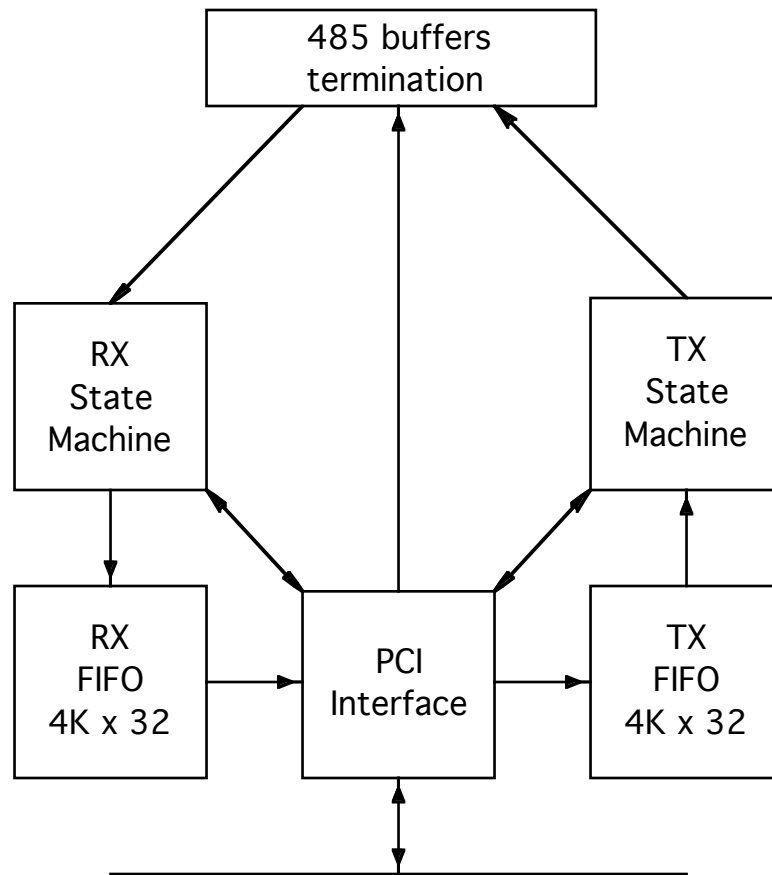 485 buffers
termination
RX
State
Machine
TX
State
Machine
RX
FIFO
4K x 32
PCI
Interface
TX
FIFO
4K x 32